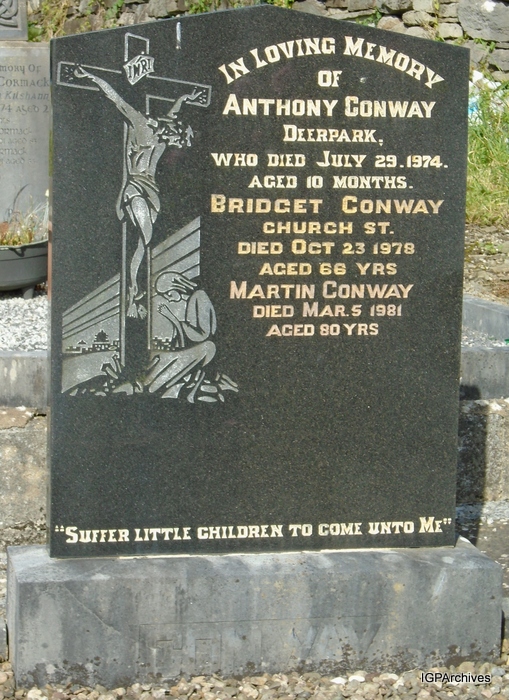 INRI
IN LOVING MEMORY
OF
ANTHONY CONWAY
DEERPARK,
WHO DIED JULY 29.1974.
AGED 10 MONTHS.
BRIDGET CONWAY
CHURCH ST.
DIED OCT 23 1978
AGED 66 YRS
MARTIN CONWAY
DIED MAR.5 1981
AGED 80 YRS
"SUFFER LITTLE CHILDREN TO COME UNTO ME"
CONWAY
IGPArchives